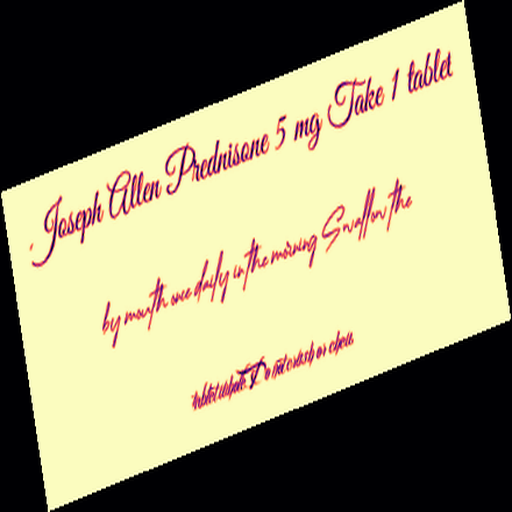 Joseph Allen Prednisone 5 mg Take 1 tablet
by mouth once daily in the morning Swallow the
tablet whole Do not crush or chew